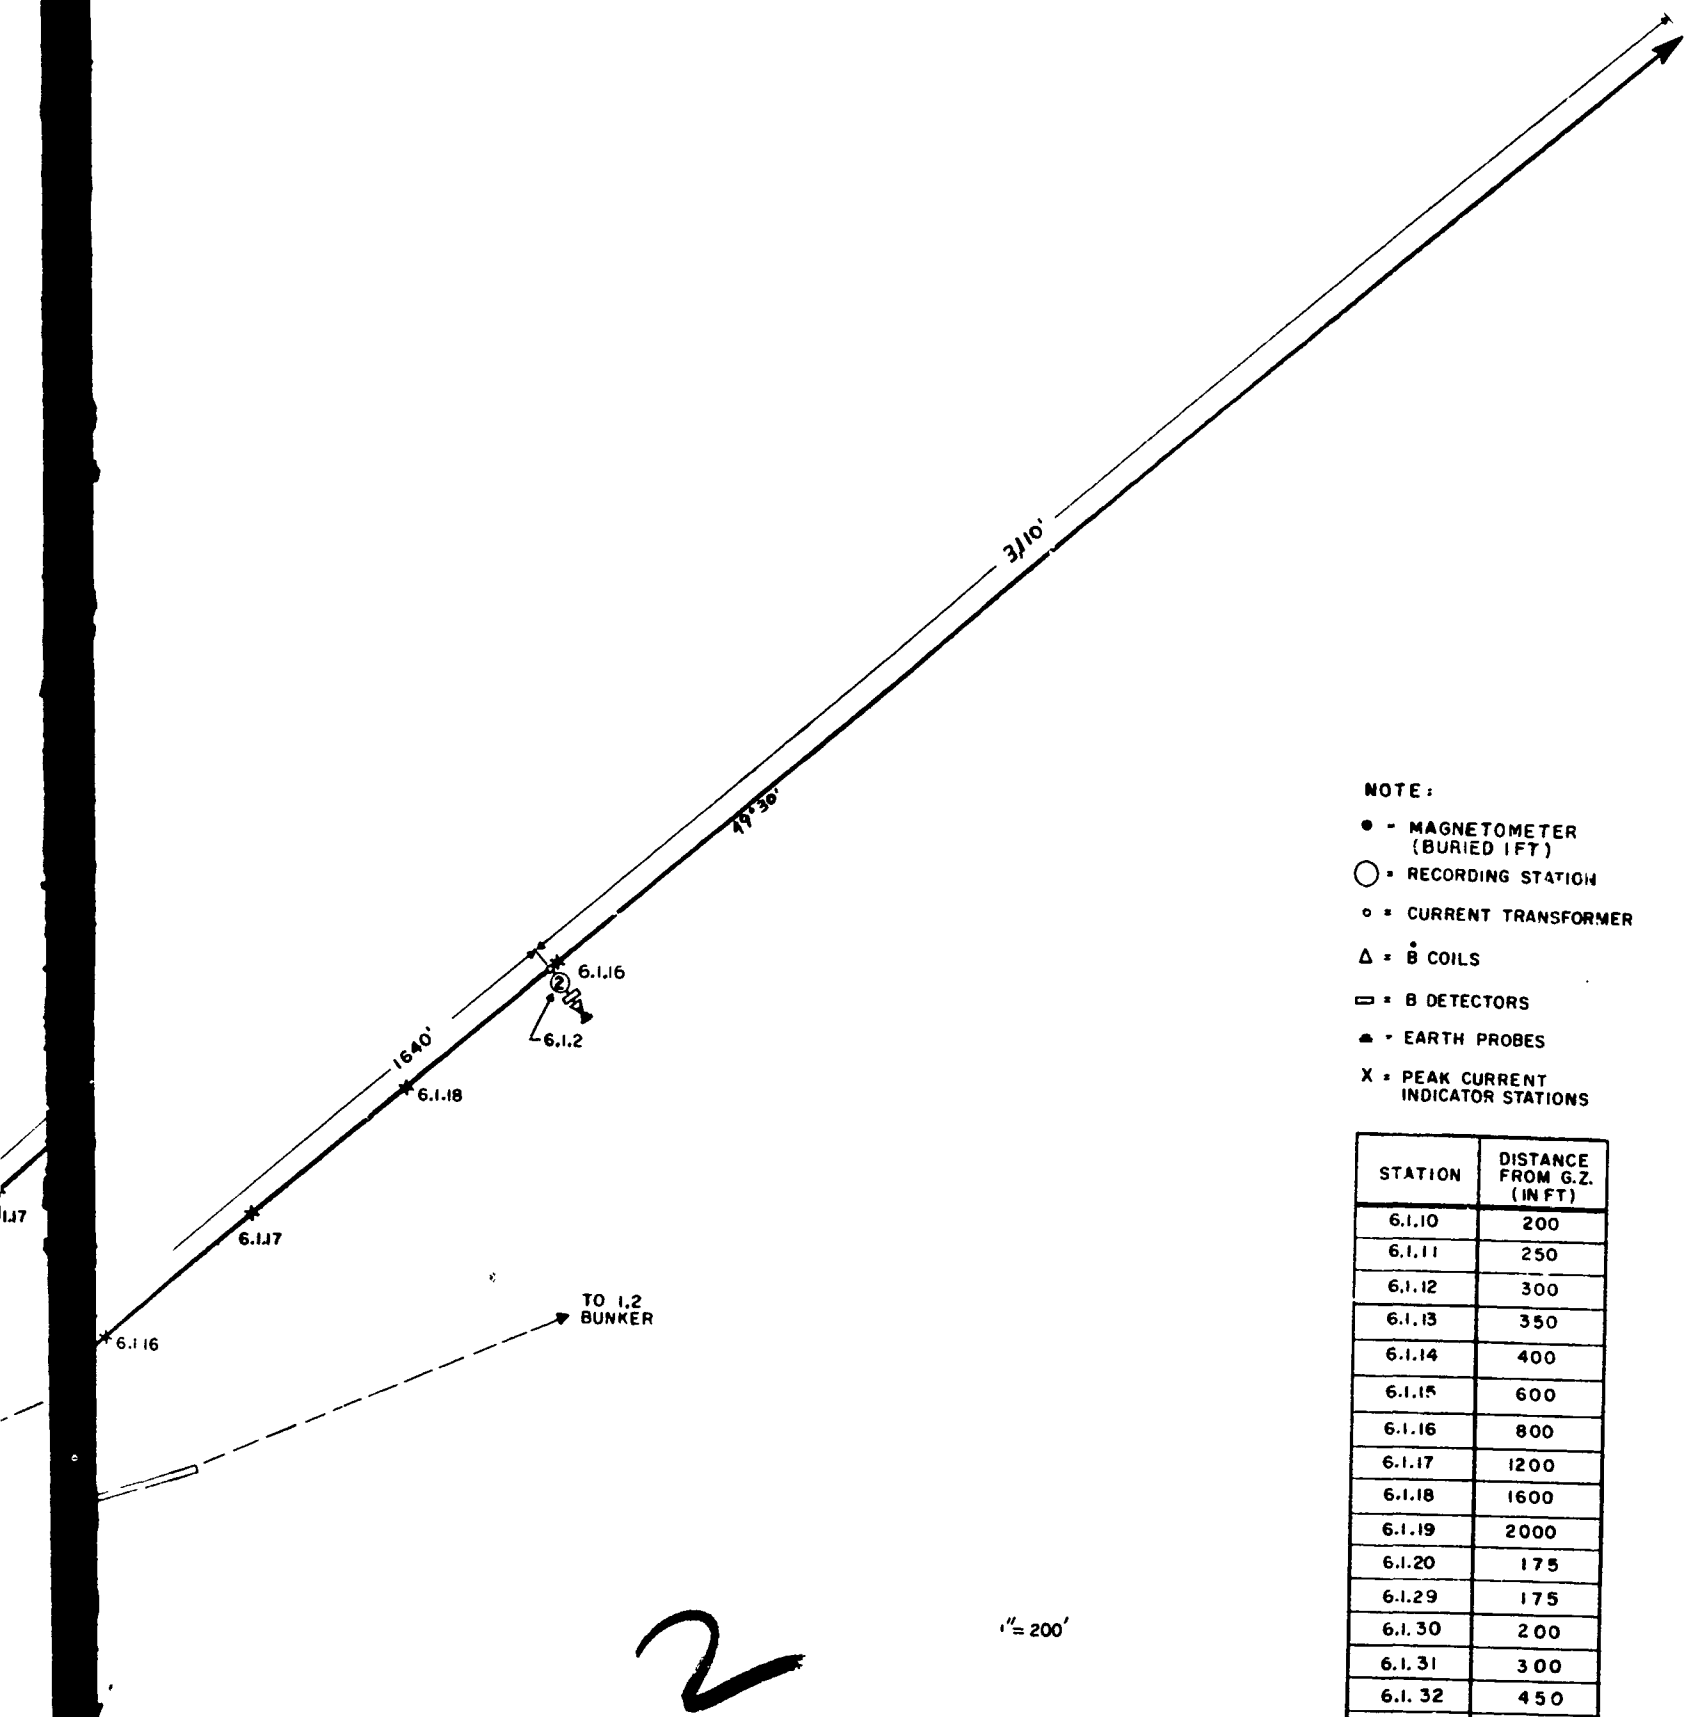 3,110'
49°30'
6.1.16
2
6.1.2
1640'
6.1.18
6.1.17
6.1.16
1.17
TO 1.2
BUNKER
NOTE:
● - MAGNETOMETER
(BURIED 1FT)
◯ = RECORDING STATION
o = CURRENT TRANSFORMER
Δ = Ḃ COILS
▭ = B DETECTORS
- EARTH PROBES
X = PEAK CURRENT
INDICATOR STATIONS
STATION
DISTANCE
FROM G.Z.
(IN FT)
6.1.10 200
6.1.11 250
6.1.12 300
6.1.13 350
6.1.14 400
6.1.15 600
6.1.16 800
6.1.17 1200
6.1.18 1600
6.1.19 2000
6.1.20 175
6.1.29 175
6.1.30 200
6.1.31 300
6.1.32 450
1"=200'
2